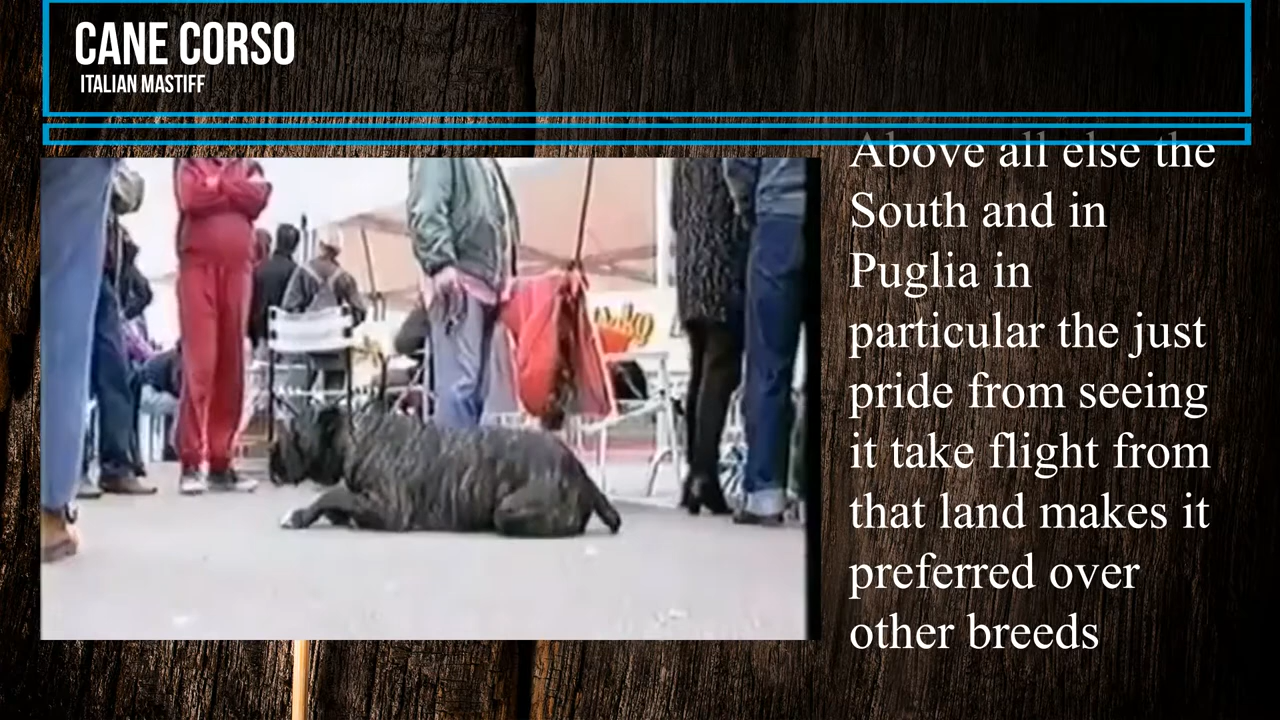 CANE CORSO
ITALIAN MASTIFF
Above all else the
South and in
Puglia in
particular the just
pride from seeing
it take flight from
that land makes it
preferred over
other breeds